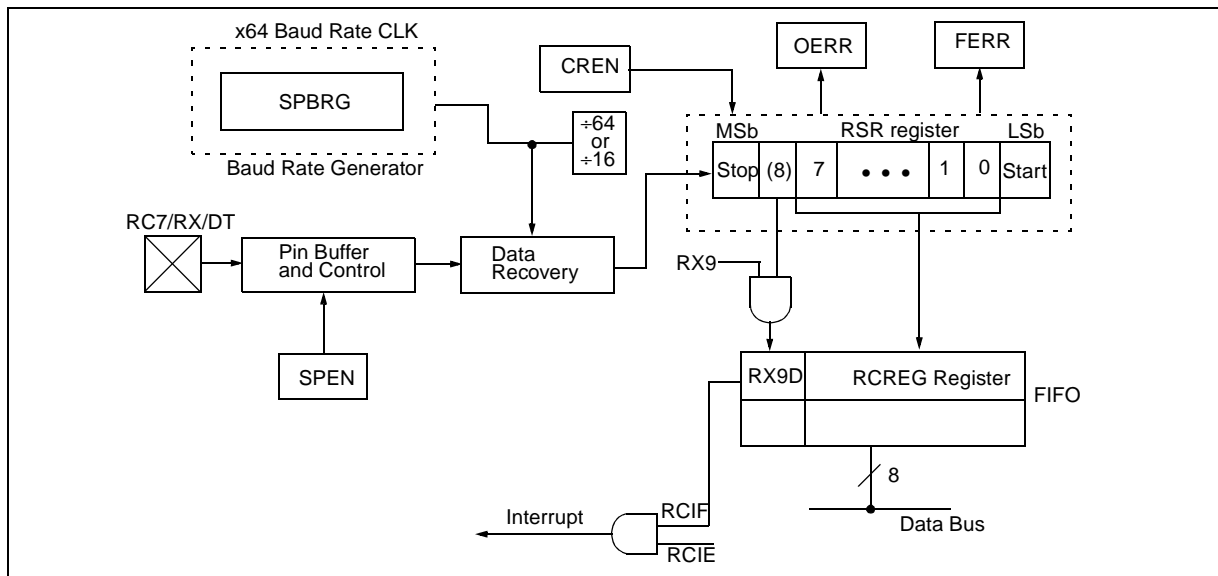 x64 Baud Rate CLK
SPBRG
Baud Rate Generator
CREN
OERR
FERR
÷64
or
÷16
MSb
RSR register
LSb
Stop
(8)
7
• • •
1
0
Start
RC7/RX/DT
Pin Buffer
and Control
Data
Recovery
RX9
SPEN
RX9D
RCREG Register
FIFO
8
Interrupt
RCIF
RCIE
Data Bus